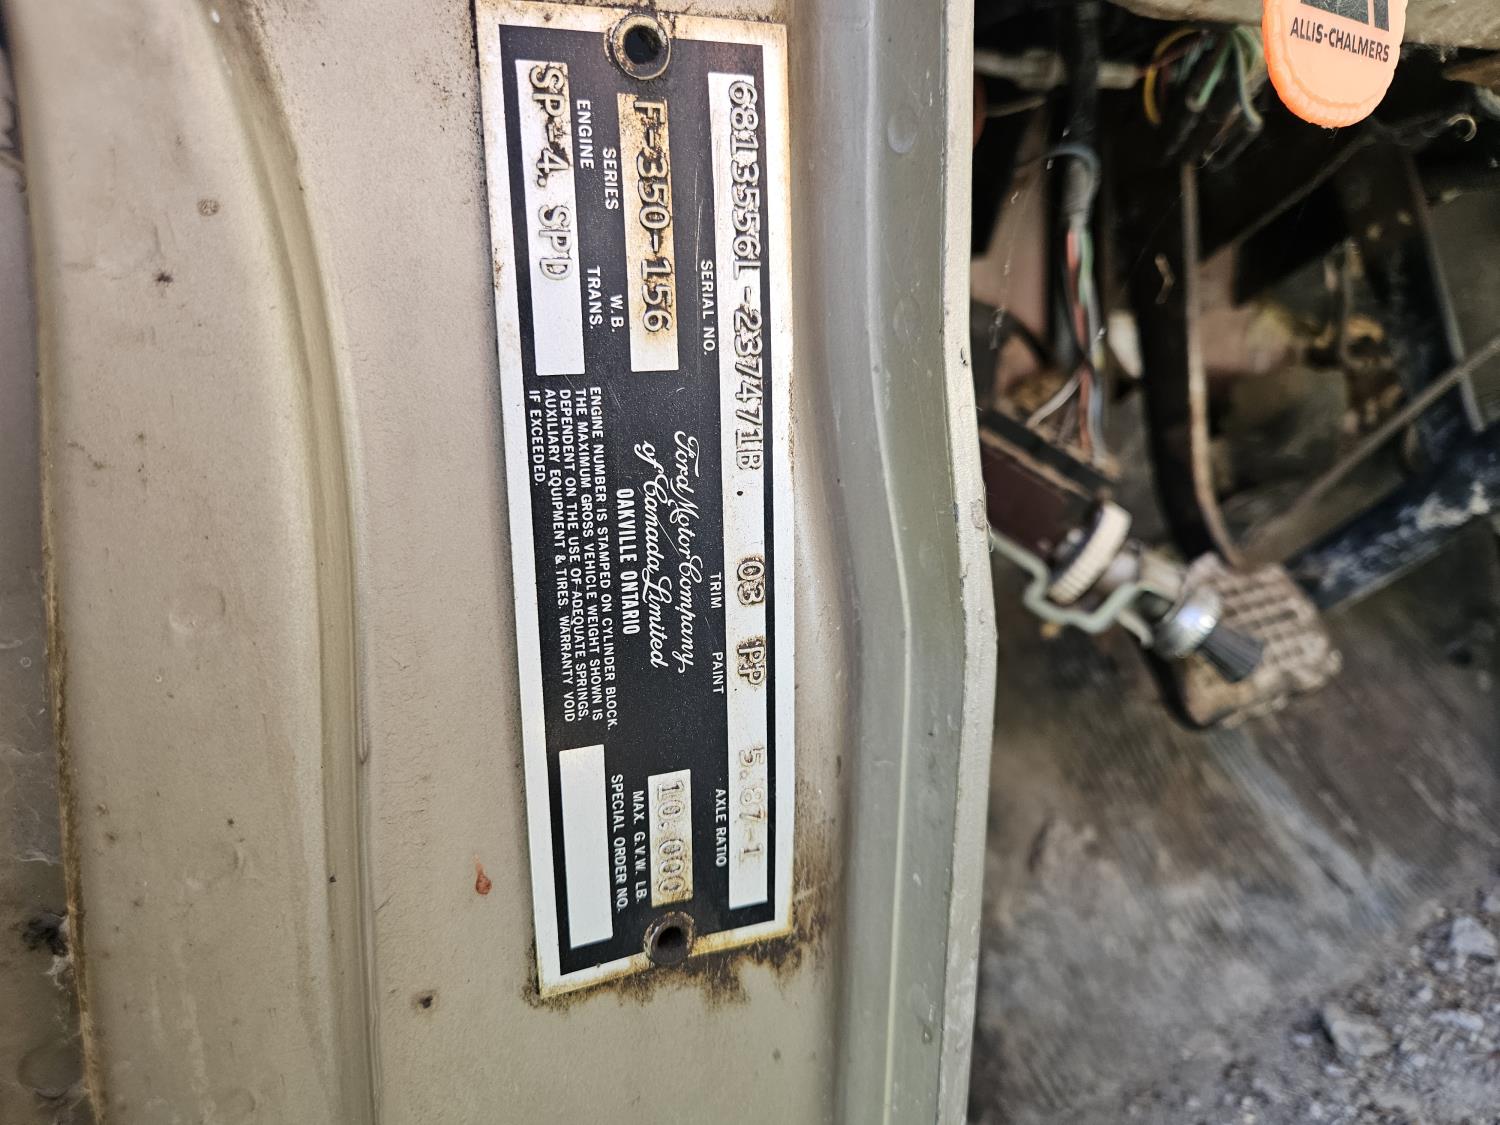 6813556L-237471B 03 PP 5.87-1
SERIAL NO. TRIM PAINT AXLE RATIO
F-350-156
SERIES W.B.
SP-4. SPD
ENGINE TRANS.
Ford Motor Company
of Canada Limited
OAKVILLE ONTARIO
ENGINE NUMBER IS STAMPED ON CYLINDER BLOCK.
THE MAXIMUM GROSS VEHICLE WEIGHT SHOWN IS
DEPENDENT ON THE USE OF ADEQUATE SPRINGS,
AUXILIARY EQUIPMENT & TIRES. WARRANTY VOID
IF EXCEEDED.
10.000
MAX. G.V.W. LB.
SPECIAL ORDER NO.
ALLIS-CHALMERS